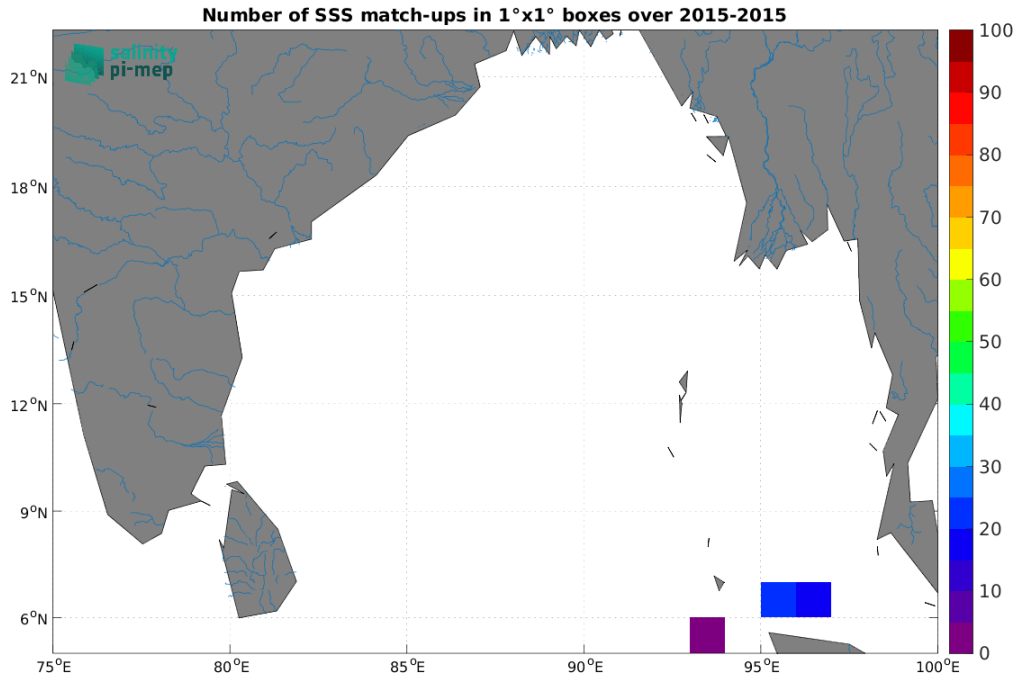 Number of SSS match-ups in 1°x1° boxes over 2015-2015
salinity
pi-mep
21°N
18°N
15°N
12°N
9°N
6°N
75°E
80°E
85°E
90°E
95°E
100°E
100
90
80
70
60
50
40
30
20
10
0